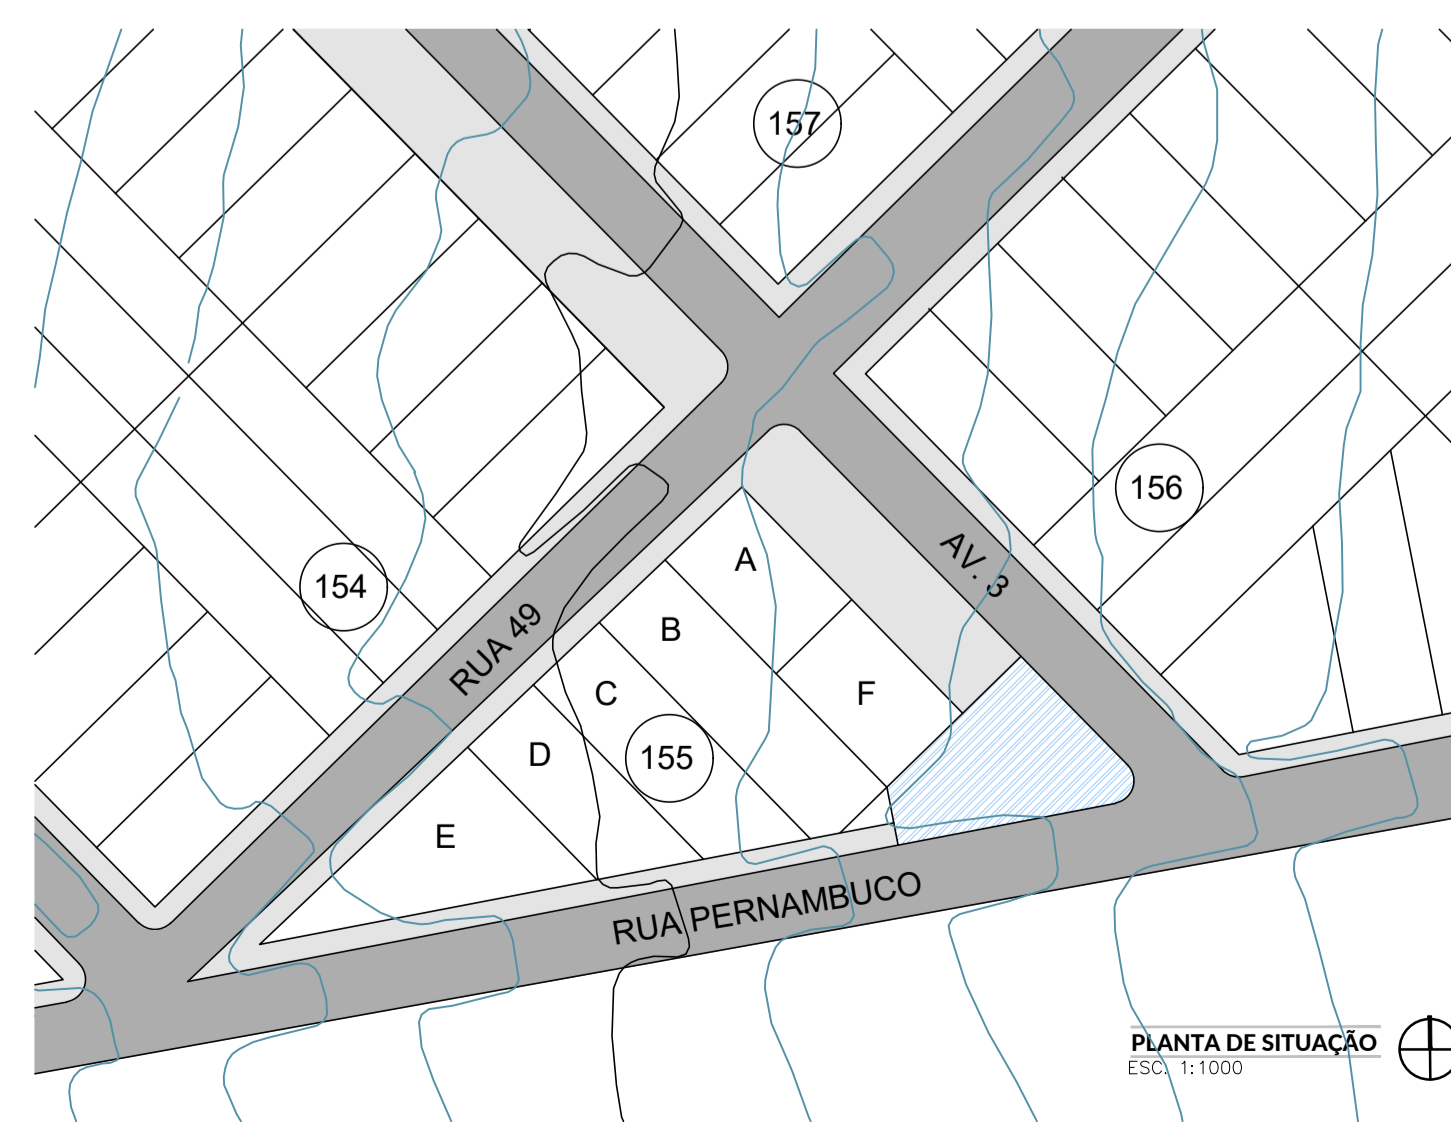 157
156
AV. 3
A
154
RUA 49
B
C
F
D
155
E
RUA PERNAMBUCO
PLANTA DE SITUAÇÃO
ESC. 1:1000